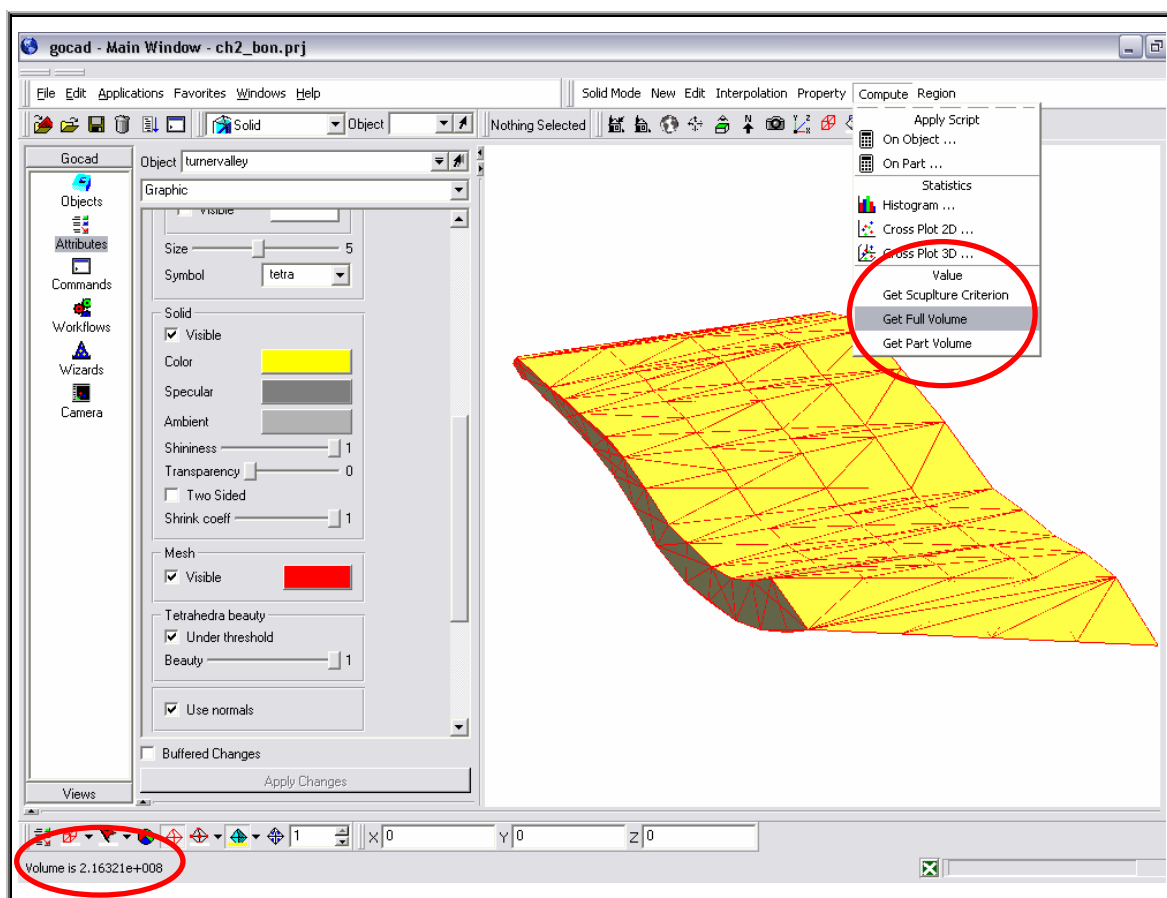 gocad - Main Window - ch2_bon.prj
File Edit Applications Favorites Windows Help
Solid Mode New Edit Interpolation Property Compute Region
Solid Object Nothing Selected
Apply Script
On Object ...
On Part ...
Statistics
Histogram ...
Cross Plot 2D ...
Cross Plot 3D ...
Value
Get Scuplture Criterion
Get Full Volume
Get Part Volume
Gocad
Objects
Attributes
Commands
Workflows
Wizards
Camera
Views
Object turnervalley
Graphic
Visible
Size 5
Symbol tetra
Solid
Visible
Color
Specular
Ambient
Shininess 1
Transparency 0
Two Sided
Shrink coeff 1
Mesh
Visible
Tetrahedra beauty
Under threshold
Beauty 1
Use normals
Buffered Changes
Apply Changes
1 X 0 Y 0 Z 0
Volume is 2.16321e+008